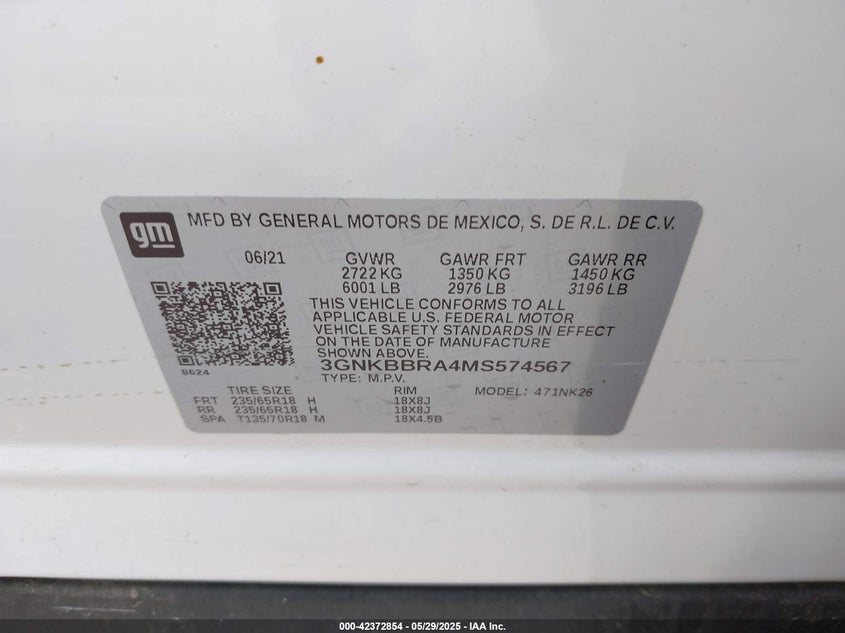 gm
MFD BY GENERAL MOTORS DE MEXICO, S. DE R.L. DE C.V.
06/21 GVWR GAWR FRT GAWR RR
2722 KG 1350 KG 1450 KG
6001 LB 2976 LB 3196 LB
THIS VEHICLE CONFORMS TO ALL
APPLICABLE U.S. FEDERAL MOTOR
VEHICLE SAFETY STANDARDS IN EFFECT
ON THE DATE OF MANUFACTURE
SHOWN ABOVE.
8624
3GNKBBRA4MS574567
TYPE: M.P.V. MODEL: 471NK26
TIRE SIZE RIM
FRT 235/65R18 H 18X8J
RR 235/65R18 H 18X8J
SPA T135/70R18 M 18X4.5B
000-42372854 - 05/29/2025 - IAA Inc.